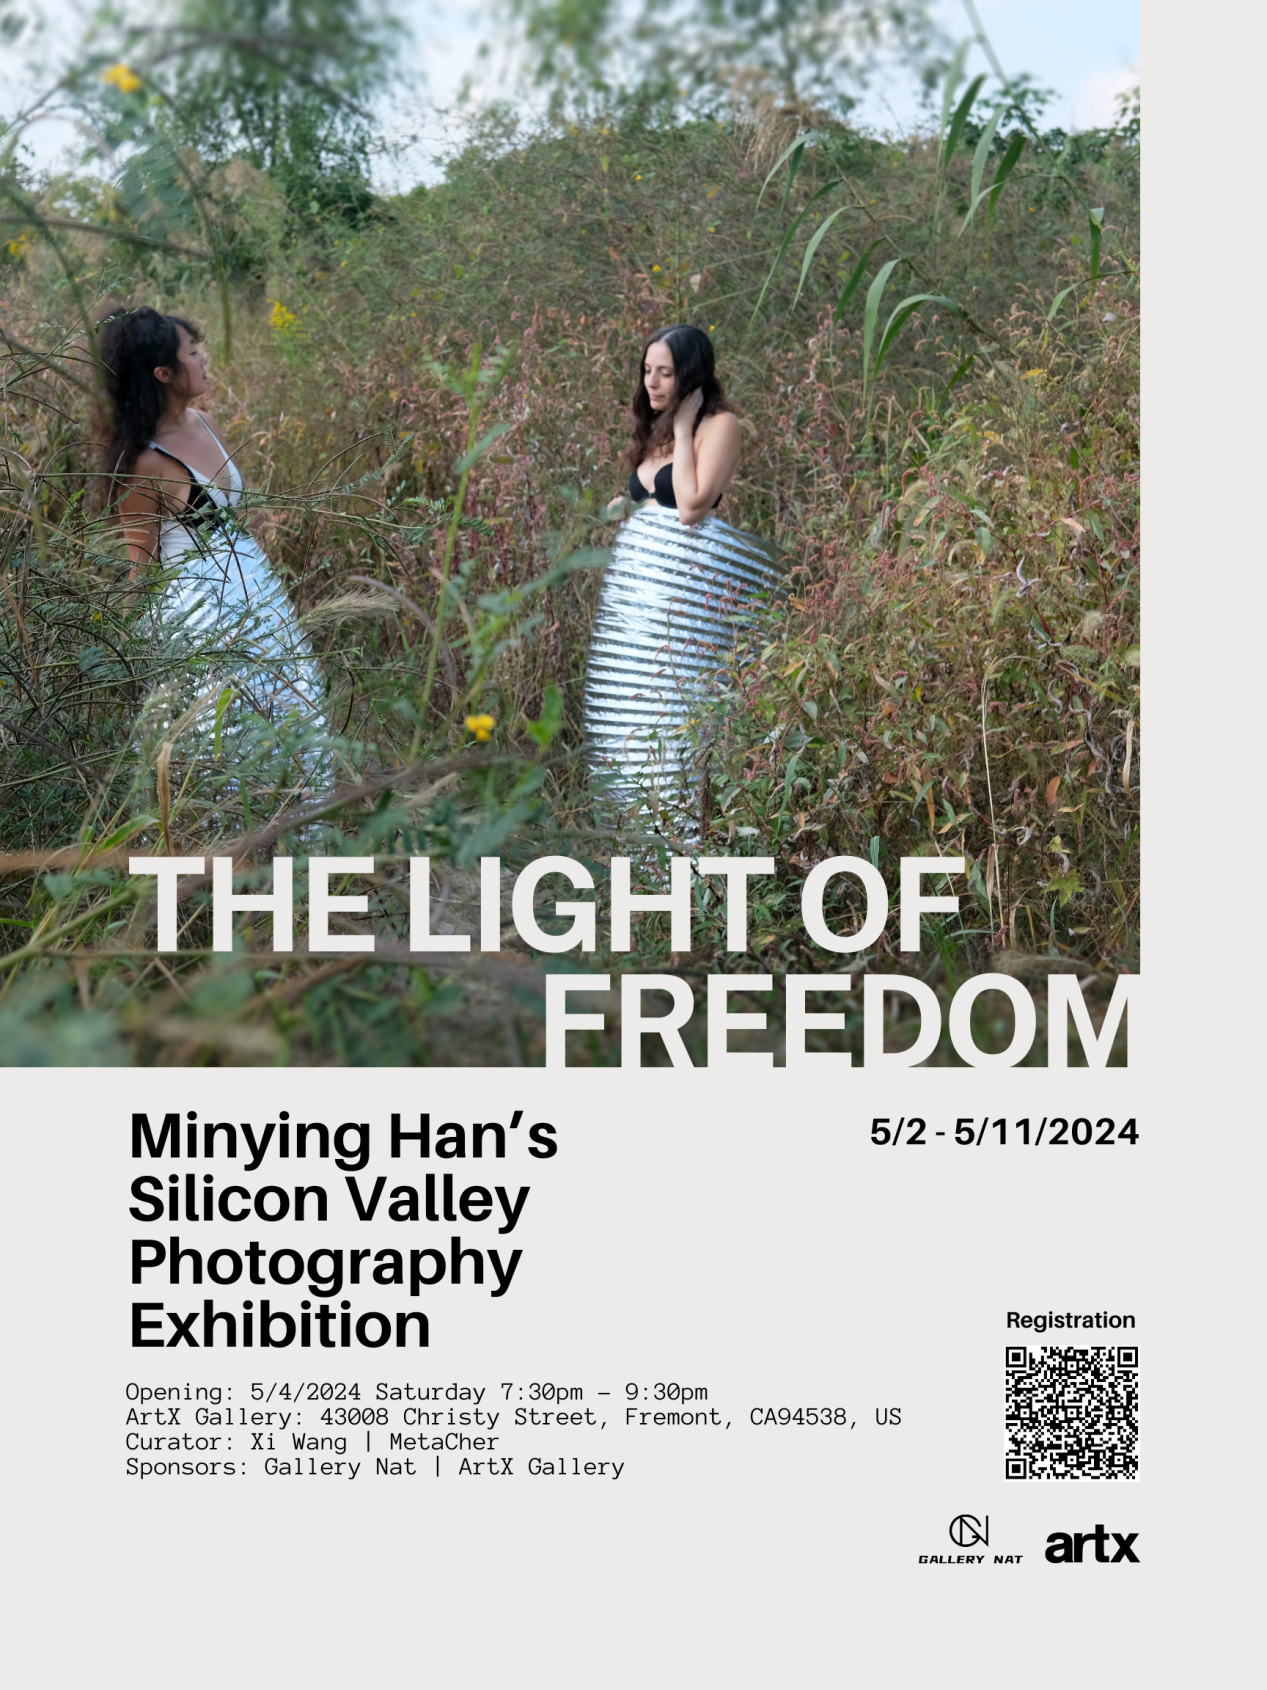 THE LIGHT OF
FREEDOM
Minying Han’s
Silicon Valley
Photography
Exhibition
5/2 - 5/11/2024
Opening: 5/4/2024 Saturday 7:30pm – 9:30pm
ArtX Gallery: 43008 Christy Street, Fremont, CA94538, US
Curator: Xi Wang | MetaCher
Sponsors: Gallery Nat | ArtX Gallery
Registration
GALLERY NAT
artx